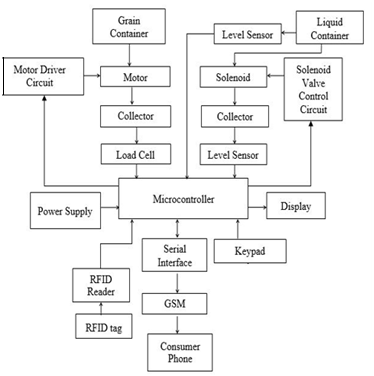 Grain
Container
Level Sensor
Liquid
Container
Motor Driver
Circuit
Motor
Solenoid
Solenoid
Valve
Control
Circuit
Collector
Collector
Load Cell
Level Sensor
Microcontroller
Power Supply
Display
Serial
Interface
Keypad
RFID
Reader
GSM
RFID tag
Consumer
Phone